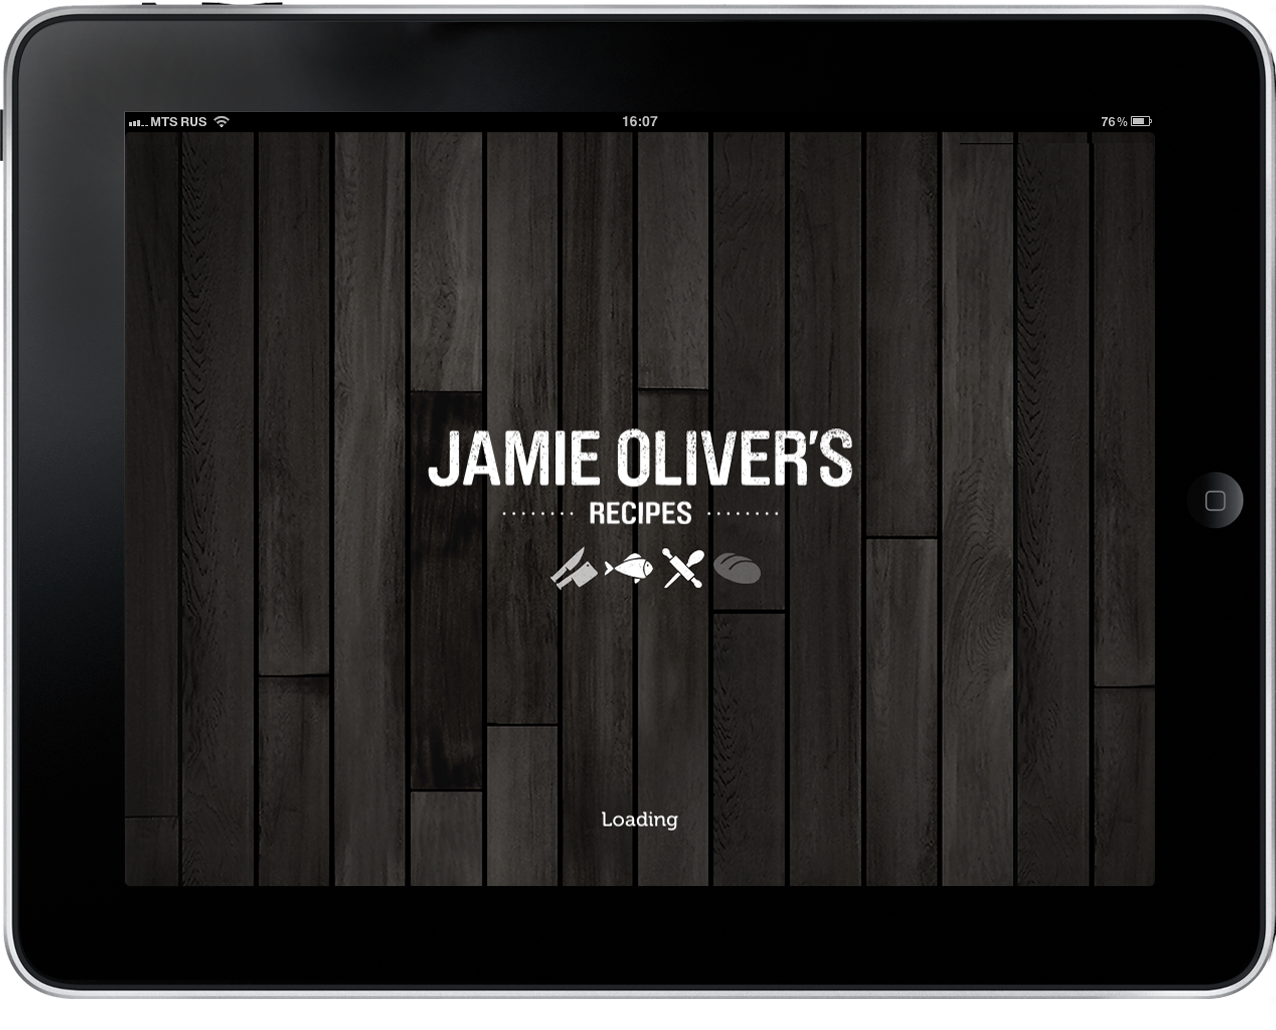 MTS RUS 16:07 76%
JAMIE OLIVER'S
RECIPES
Loading